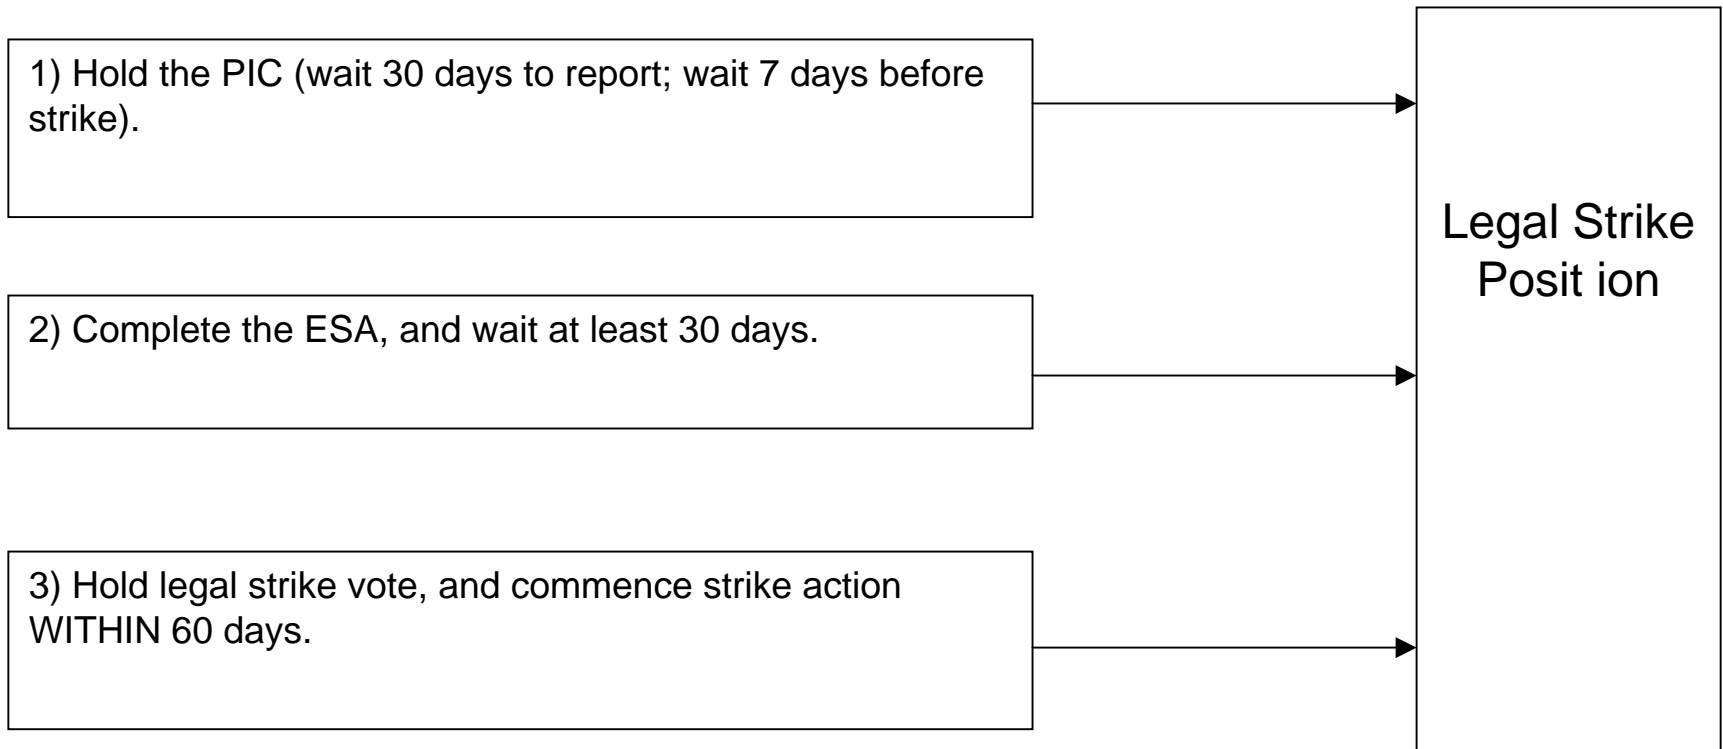 1) Hold the PIC (wait 30 days to report; wait 7 days before
strike).
Legal Strike
Posit ion
2) Complete the ESA, and wait at least 30 days.
3) Hold legal strike vote, and commence strike action
WITHIN 60 days.